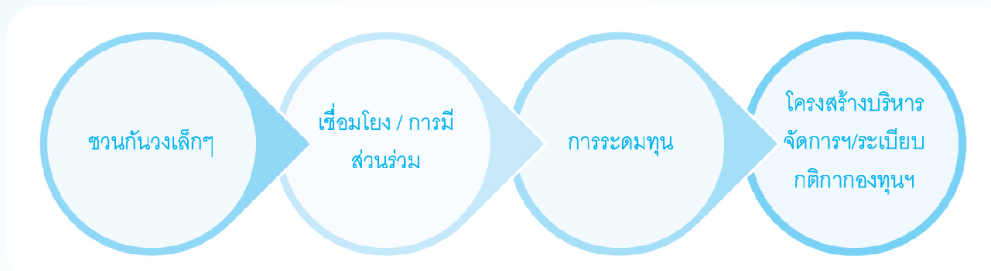 ชวนกันวงเล็กๆ
เชื่อมโยง / การมี
ส่วนร่วม
การระดมทุน
โครงสร้างบริหาร
จัดการฯ/ระเบียบ
กติกากองทุนฯ